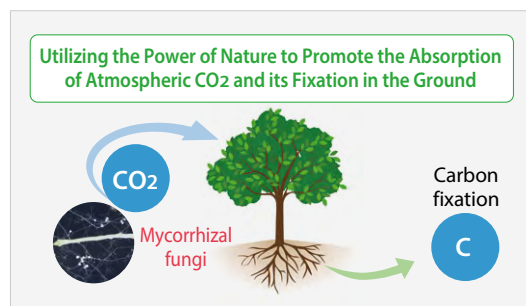 Utilizing the Power of Nature to Promote the Absorption
of Atmospheric CO2 and its Fixation in the Ground
CO2
Mycorrhizal
fungi
Carbon
fixation
C